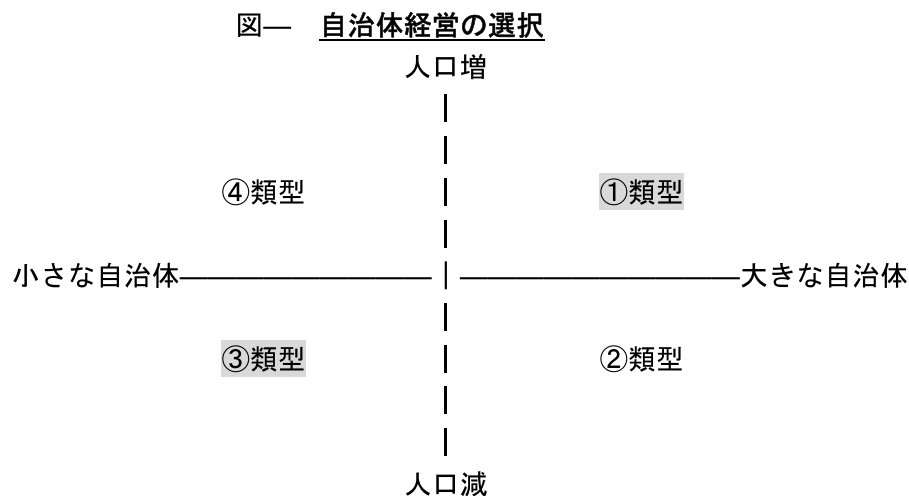 図― 自治体経営の選択
人口増
④類型 ①類型
小さな自治体 大きな自治体
③類型 ②類型
人口減